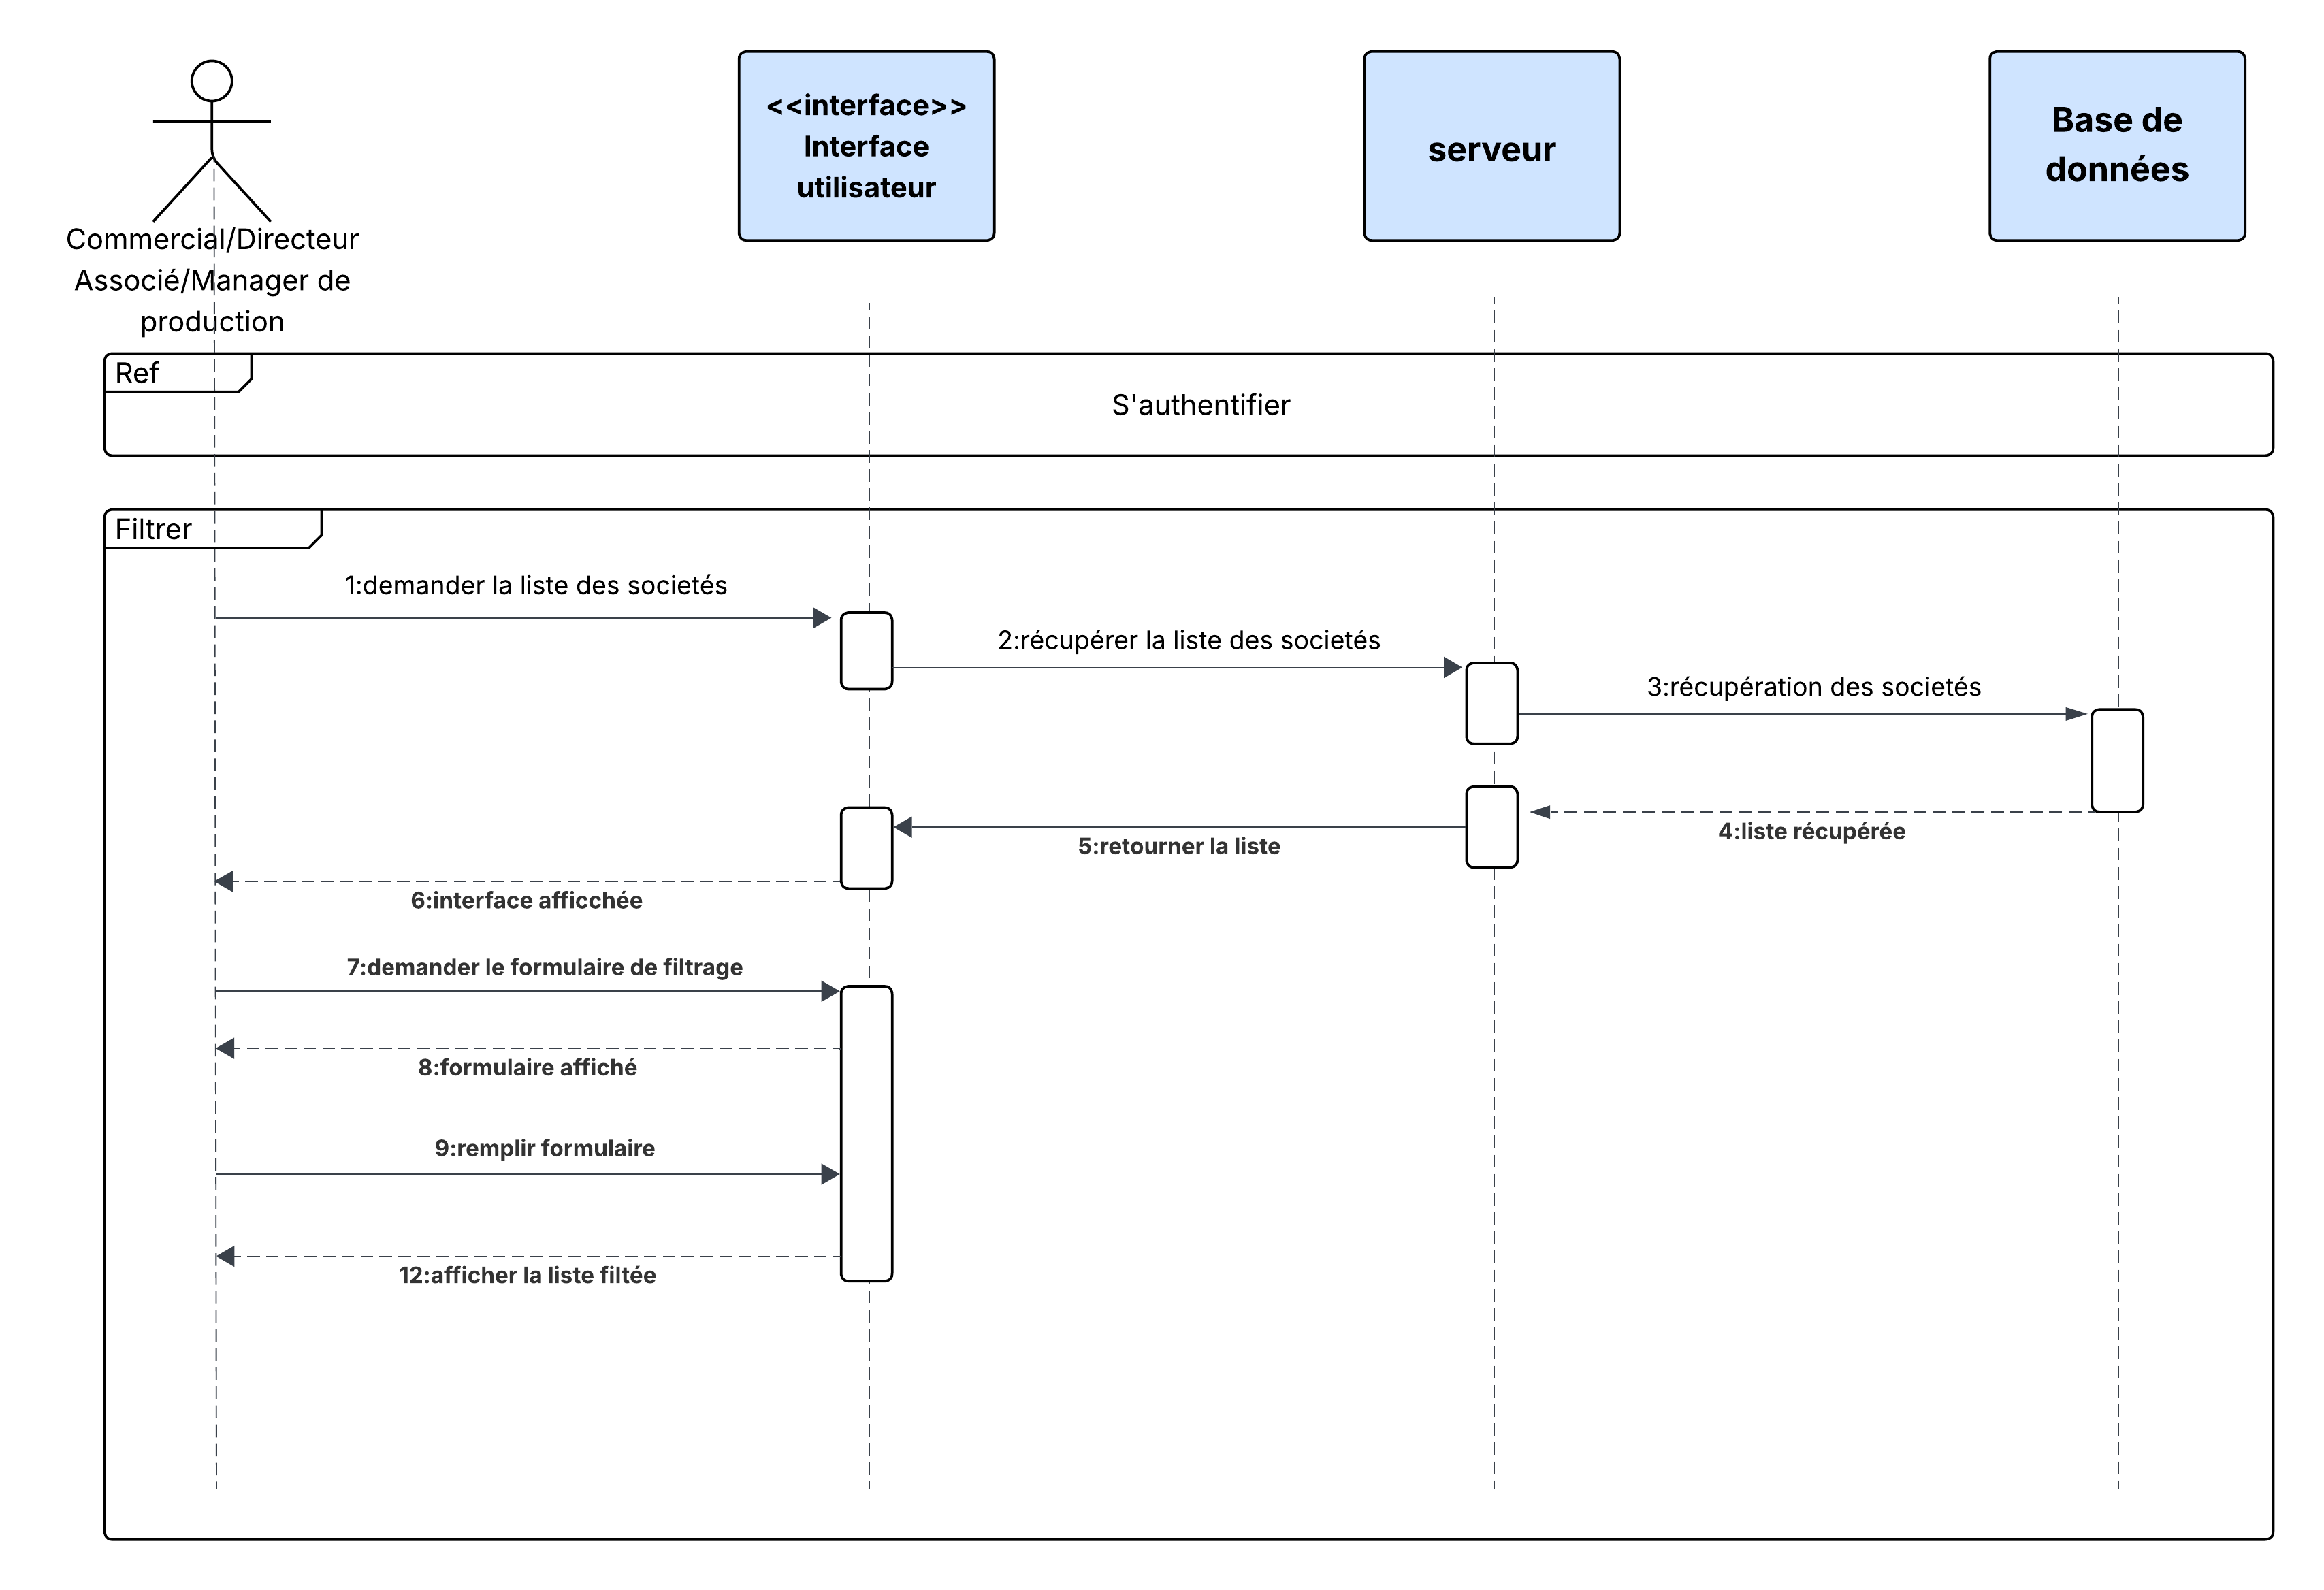 Commercial/Directeur
Associé/Manager de
production
<<interface>>
Interface
utilisateur
serveur
Base de
données
Ref
S'authentifier
Filtrer
1:demander la liste des societés
2:récupérer la liste des societés
3:récupération des societés
4:liste récupérée
5:retourner la liste
6:interface afficchée
7:demander le formulaire de filtrage
8:formulaire affiché
9:remplir formulaire
12:afficher la liste filtée